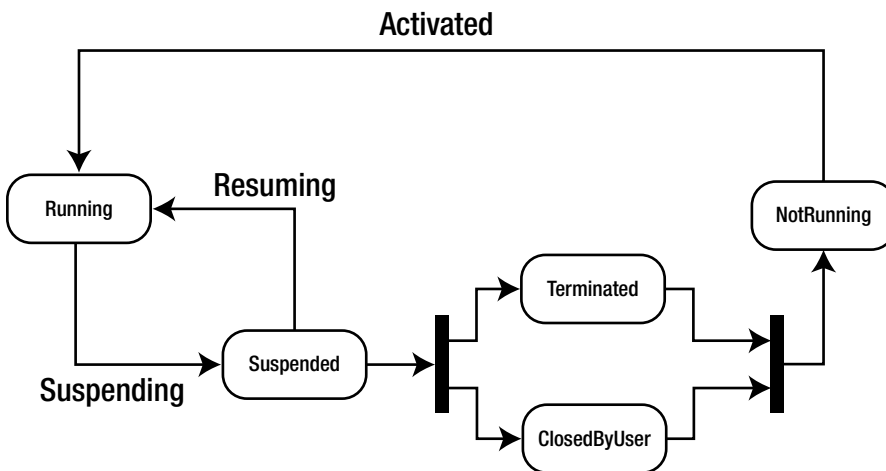 Activated
Resuming
Running
NotRunning
Terminated
Suspended
Suspending
ClosedByUser